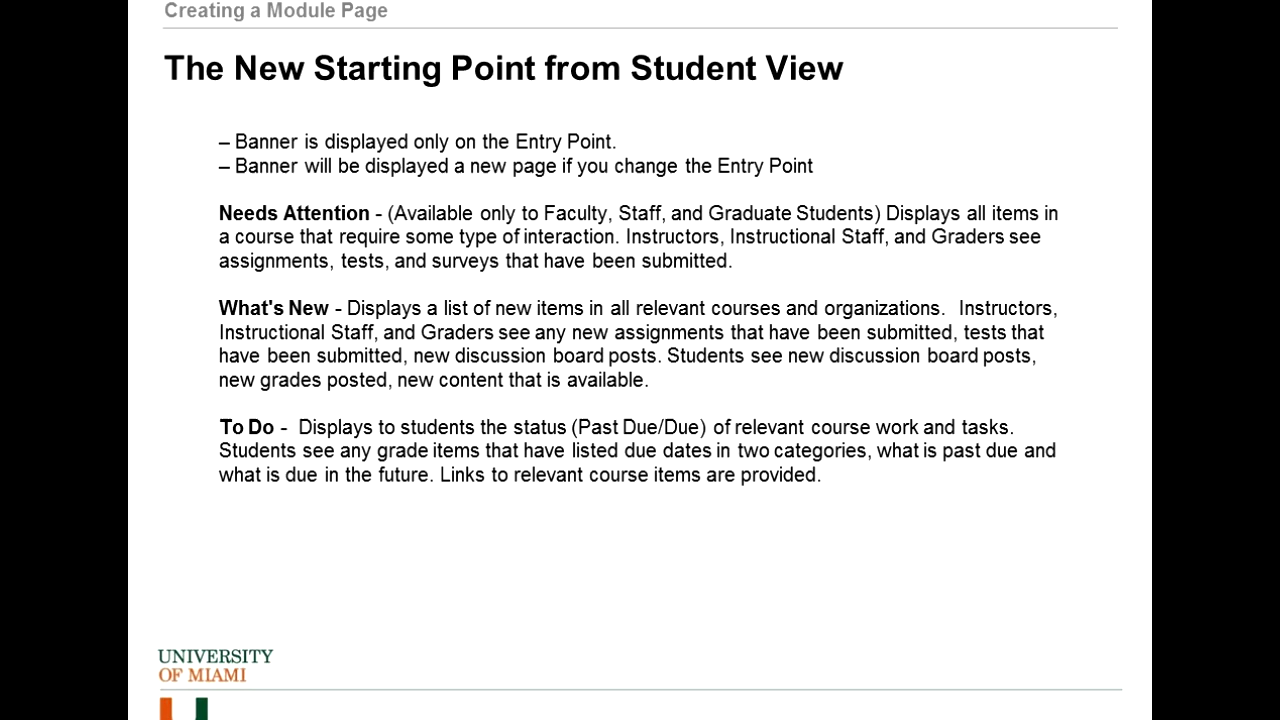 Creating a Module Page
The New Starting Point from Student View
– Banner is displayed only on the Entry Point.
– Banner will be displayed a new page if you change the Entry Point
Needs Attention - (Available only to Faculty, Staff, and Graduate Students) Displays all items in
a course that require some type of interaction. Instructors, Instructional Staff, and Graders see
assignments, tests, and surveys that have been submitted.
What's New - Displays a list of new items in all relevant courses and organizations.  Instructors,
Instructional Staff, and Graders see any new assignments that have been submitted, tests that
have been submitted, new discussion board posts. Students see new discussion board posts,
new grades posted, new content that is available.
To Do -  Displays to students the status (Past Due/Due) of relevant course work and tasks.
Students see any grade items that have listed due dates in two categories, what is past due and
what is due in the future. Links to relevant course items are provided.
UNIVERSITY
OF MIAMI